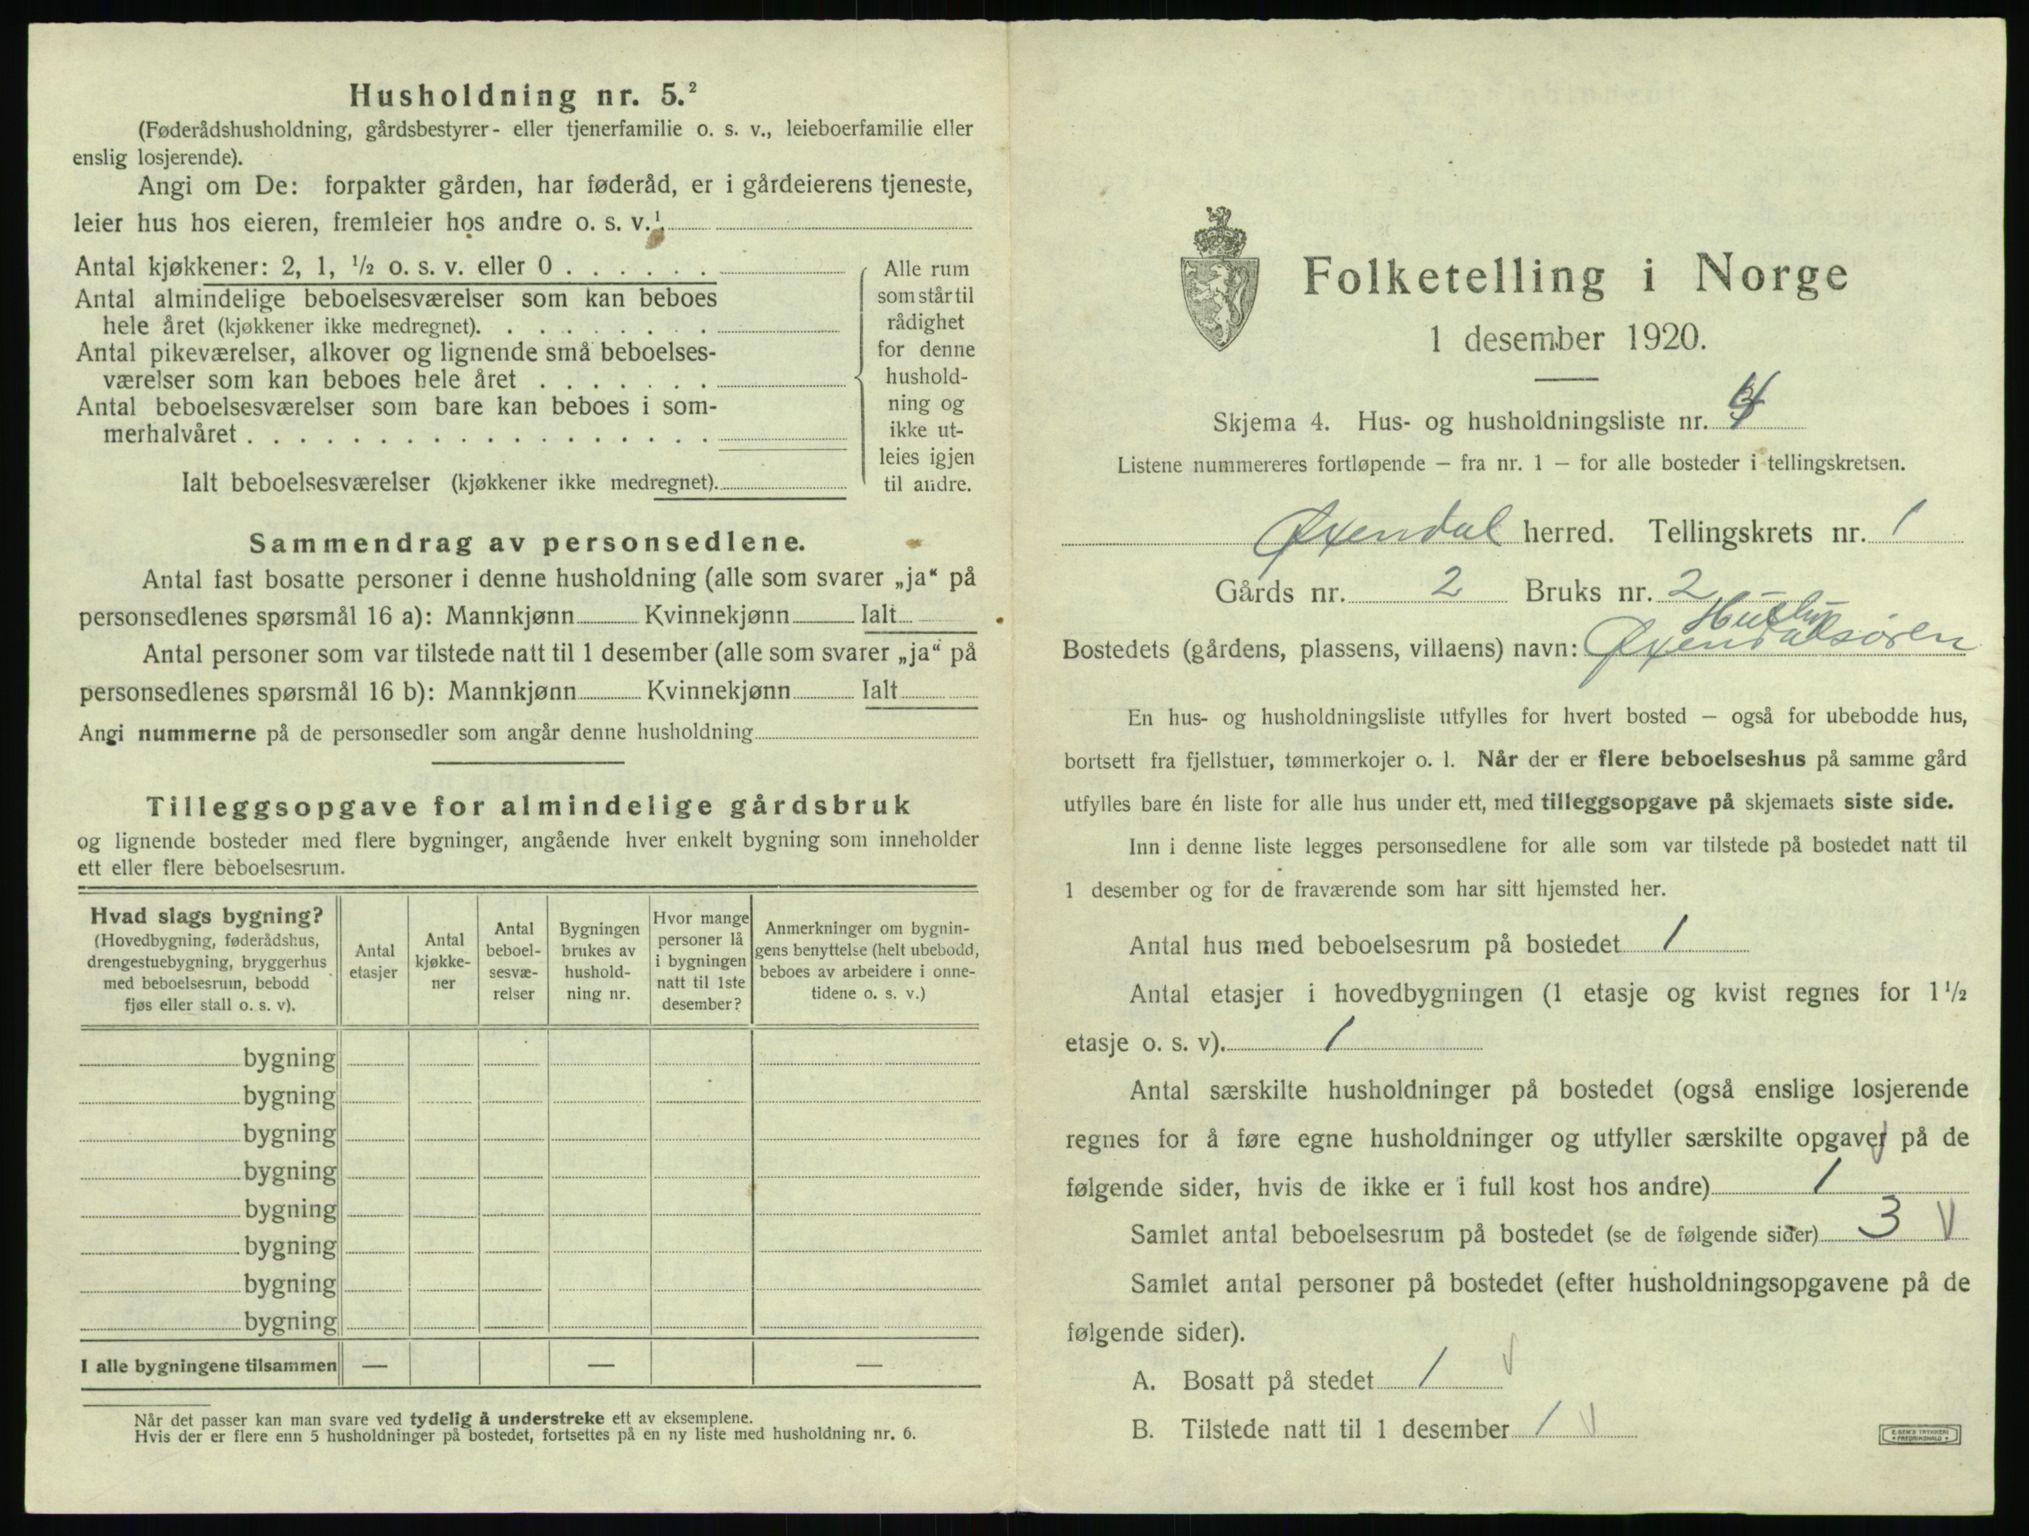 Husholdning nr. 5.²
(Føderådshusholdning, gårdsbestyrer- eller tjenerfamilie o. s. v., leieboerfamilie eller
enslig losjerende).
Angi om De: forpakter gården, har føderåd, er i gårdeierens tjeneste,
leier hus hos eieren, fremleier hos andre o. s. v.¹
Antal kjøkkener: 2, 1, ½ o. s. v. eller 0 . . . . . .
Antal almindelige beboelsesværelser som kan beboes
hele året (kjøkkener ikke medregnet). . . . . . . . .
Antal pikeværelser, alkover og lignende små beboelses-
værelser som kan beboes hele året . . . . . . .
Antal beboelsesværelser som bare kan beboes i som-
merhalvåret . . . . . . . . . . . . . . . . . .
Ialt beboelsesværelser (kjøkkener ikke medregnet).
Alle rum
som står til
rådighet
for denne
hushold-
ning og
ikke ut-
leies igjen
til andre.
Sammendrag av personsedlene.
Antal fast bosatte personer i denne husholdning (alle som svarer „ja“ på
personsedlenes spørsmål 16 a): Mannkjønn Kvinnekjønn Ialt
Antal personer som var tilstede natt til 1 desember (alle som svarer „ja“ på
personsedlenes spørsmål 16 b): Mannkjønn Kvinnekjønn Ialt
Angi nummerne på de personsedler som angår denne husholdning
Tilleggsopgave for almindelige gårdsbruk
og lignende bosteder med flere bygninger, angående hver enkelt bygning som inneholder
ett eller flere beboelsesrum.
Hvad slags bygning?
(Hovedbygning, føderådshus,
drengestuebygning, bryggerhus
med beboelsesrum, bebodd
fjøs eller stall o. s. v).
Antal
etasjer
Antal
kjøkke-
ner
Antal
beboel-
sesvæ-
relser
Bygningen
brukes av
hushold-
ning nr.
Hvor mange
personer lå
i bygningen
natt til 1ste
desember?
Anmerkninger om bygnin-
gens benyttelse (helt ubebodd,
beboes av arbeidere i onne-
tidene o. s. v.)
bygning
bygning
bygning
bygning
bygning
bygning
bygning
bygning
I alle bygningene tilsammen — — —
Når det passer kan man svare ved tydelig å understreke ett av eksemplene.
Hvis der er flere enn 5 husholdninger på bostedet, fortsettes på en ny liste med husholdning nr. 6.
Folketelling i Norge
1 desember 1920.
Skjema 4. Hus- og husholdningsliste nr. 4
Listene nummereres fortløpende – fra nr. 1 – for alle bosteder i tellingskretsen.
Øxendal herred. Tellingskrets nr. 1
Gårds nr. 2 Bruks nr. 2
Bostedets (gårdens, plassens, villaens) navn: Øxendalsøren
En hus- og husholdningsliste utfylles for hvert bosted – også for ubebodde hus,
bortsett fra fjellstuer, tømmerkojer o. l. Når der er flere beboelseshus på samme gård
utfylles bare én liste for alle hus under ett, med tilleggsopgave på skjemaets siste side.
Inn i denne liste legges personsedlene for alle som var tilstede på bostedet natt til
1 desember og for de fraværende som har sitt hjemsted her.
Antal hus med beboelsesrum på bostedet 1
Antal etasjer i hovedbygningen (1 etasje og kvist regnes for 1½
etasje o. s. v). 1
Antal særskilte husholdninger på bostedet (også enslige losjerende
regnes for å føre egne husholdninger og utfyller særskilte opgaver på de
følgende sider, hvis de ikke er i full kost hos andre) 1
Samlet antal beboelsesrum på bostedet (se de følgende sider) 3 V
Samlet antal personer på bostedet (efter husholdningsopgavene på de
følgende sider).
A. Bosatt på stedet 1 V
B. Tilstede natt til 1 desember 1 V